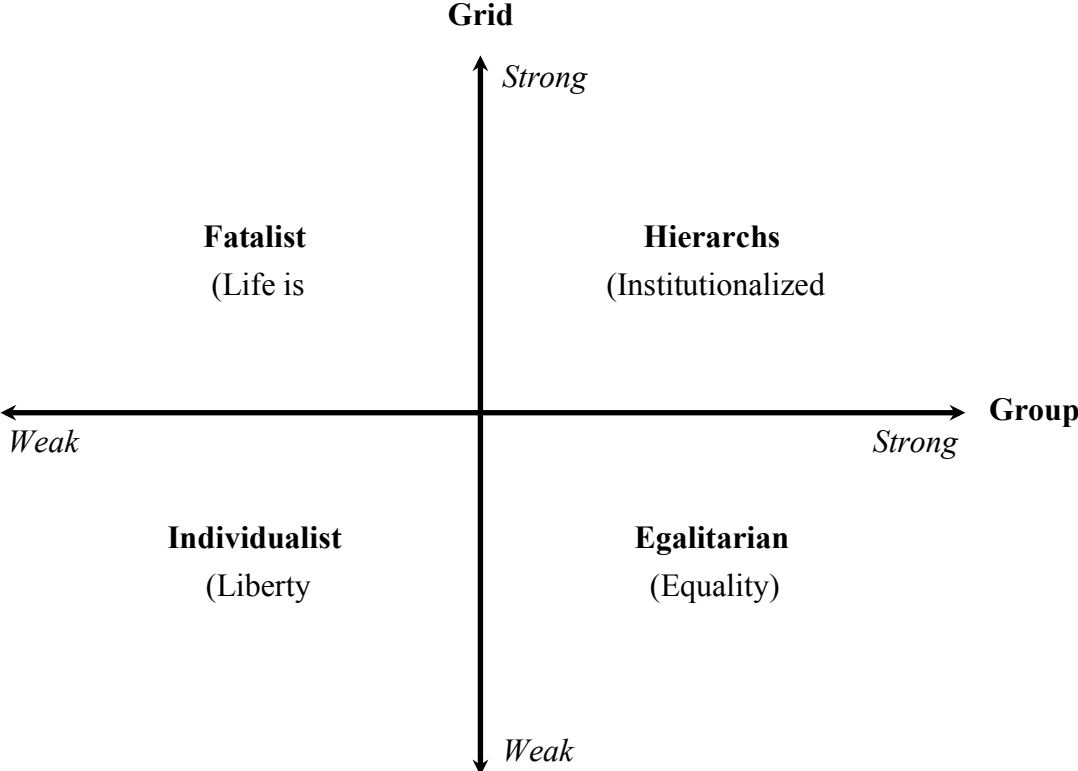 Grid
Strong
Fatalist
(Life is
Hierarchs
(Institutionalized
Group
Weak
Strong
Individualist
(Liberty
Egalitarian
(Equality)
Weak